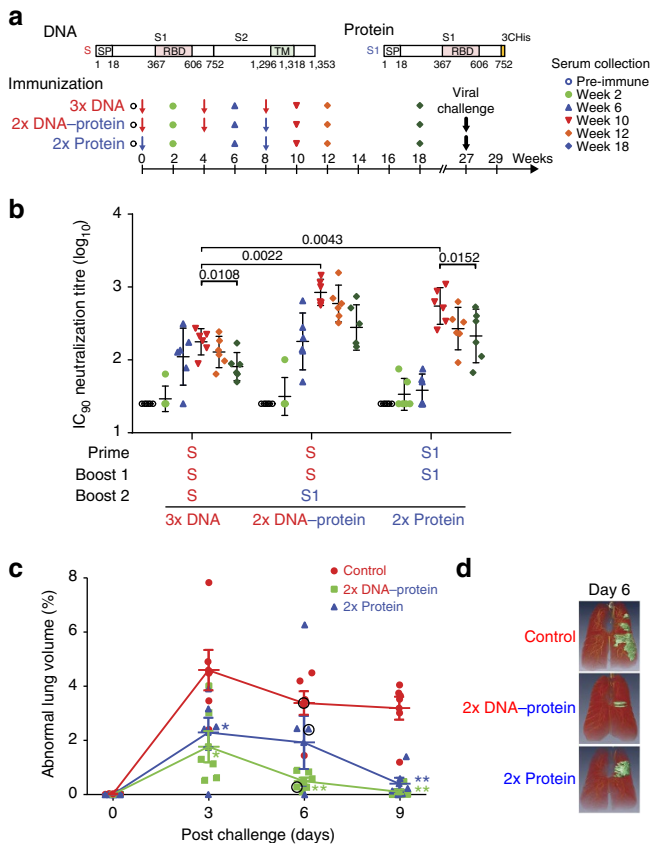 a
DNA
Protein
S1
S2
S1
3CHis
S
SP
RBD
TM
S1
SP
RBD
1
18
367
606
752
1,296
1,318
1,353
1
18
367
606
752
Immunization
Serum collection
3x DNA
2x DNA–protein
2x Protein
Viral challenge
Pre-immune
Week 2
Week 6
Week 10
Week 12
Week 18
0 2 4 6 8 10 12 14 16 18 27 29 Weeks
b
IC90 neutralization titre (log10)
4
3
2
1
0.0043
0.0022
0.0108
0.0152
Prime S S S1
Boost 1 S S S1
Boost 2 S S1
3x DNA 2x DNA–protein 2x Protein
c
Abnormal lung volume (%)
8
6
4
2
0
Control
2x DNA–protein
2x Protein
*
*
**
**
**
0 3 6 9
Post challenge (days)
d
Day 6
Control
2x DNA–protein
2x Protein